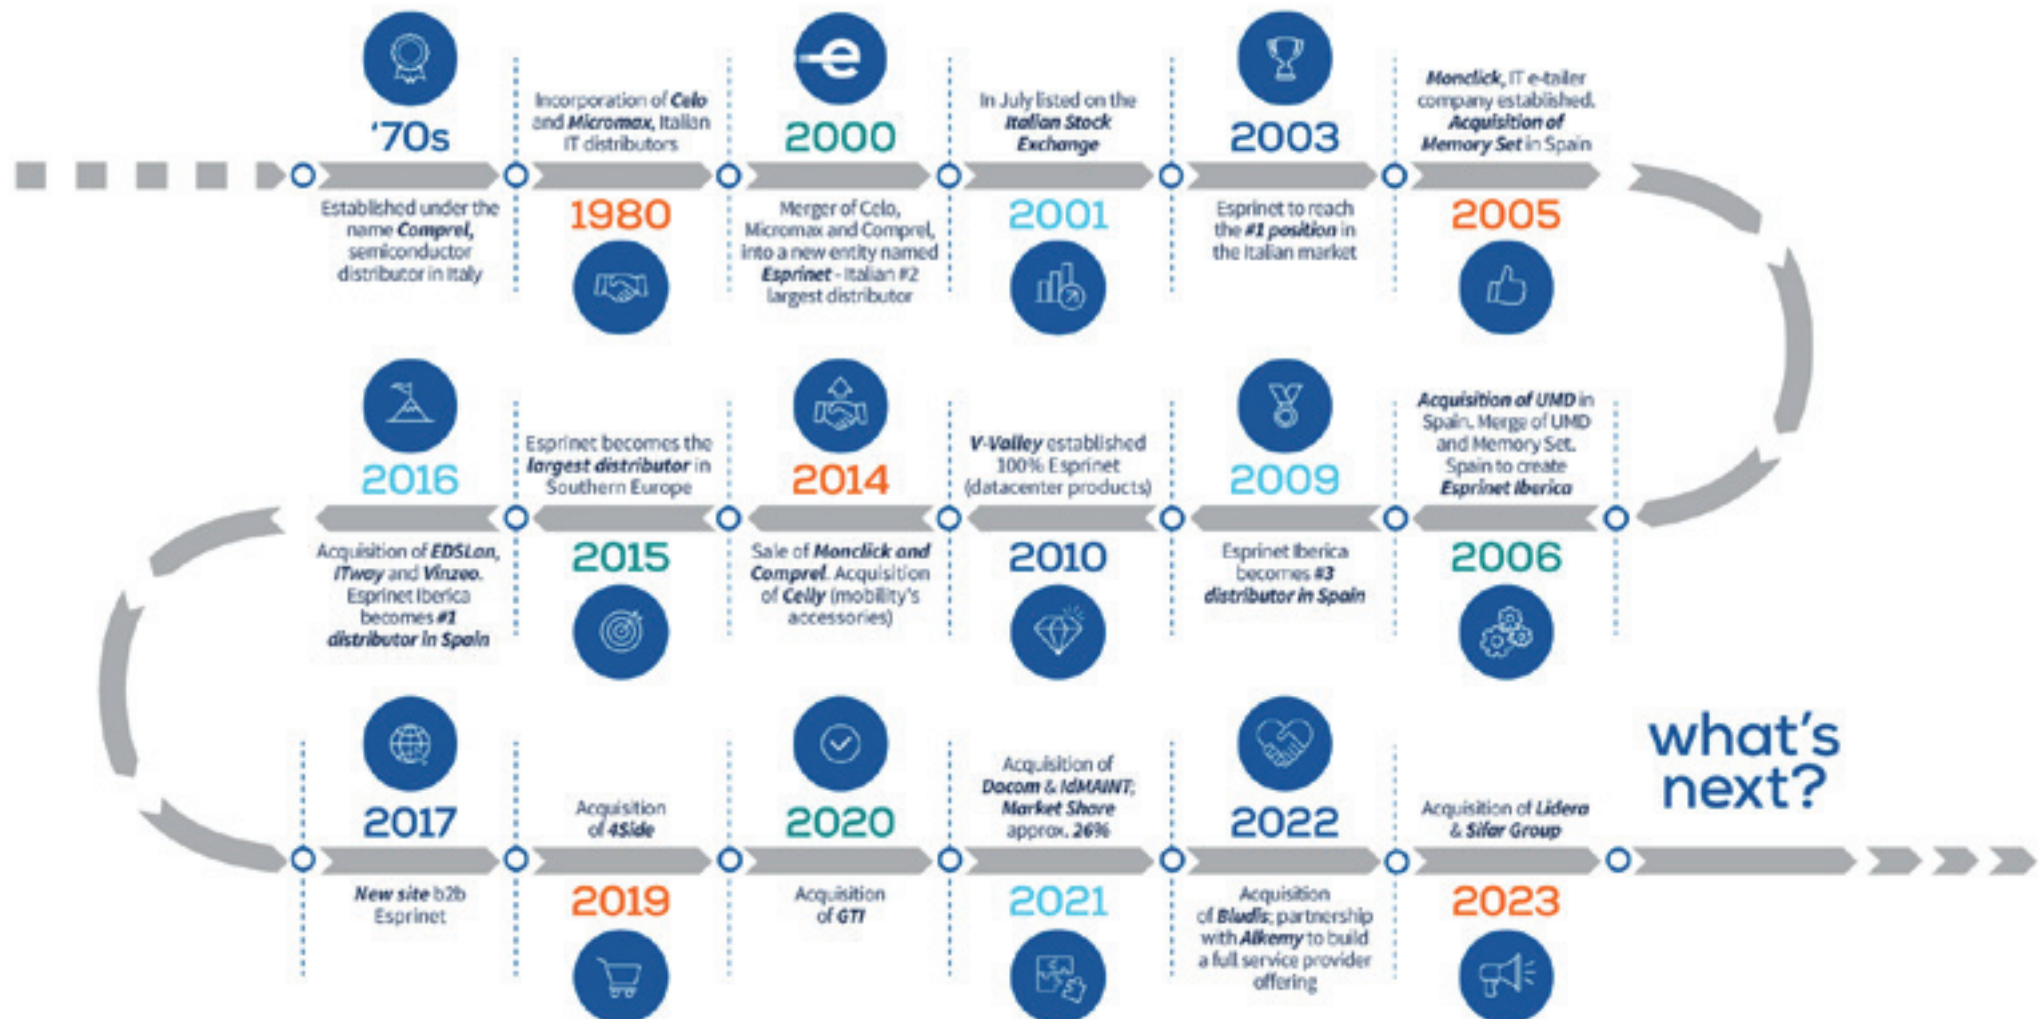 '70s
Established under the
name Comprel,
semiconductor
distributor in Italy
Incorporation of Celo
and Micromax, Italian
IT distributors
1980
e
2000
Merger of Celo,
Micromax and Comprel,
into a new entity named
Esprinet - Italian #2
largest distributor
In July listed on the
Italian Stock
Exchange
2001
2003
Esprinet to reach
the #1 position in
the Italian market
Monclick, IT e-tailer
company established.
Acquisition of
Memory Set in Spain
2005
Acquisition of UMD in
Spain. Merge of UMD
and Memory Set.
Spain to create
Esprinet Iberica
2006
2009
Esprinet Iberica
becomes #3
distributor in Spain
V-Valley established
100% Esprinet
(datacenter products)
2010
2014
Sale of Monclick and
Comprel. Acquisition
of Celly (mobility's
accessories)
Esprinet becomes the
largest distributor in
Southern Europe
2015
2016
Acquisition of EDSLan,
ITway and Vinzeo.
Esprinet Iberica
becomes #1
distributor in Spain
2017
New site b2b
Esprinet
Acquisition
of 4Side
2019
2020
Acquisition
of GTI
Acquisition of
Dacom & IdMAINT;
Market Share
approx. 26%
2021
2022
Acquisition
of Bludis; partnership
with Alkemy to build
a full service provider
offering
Acquisition of Lidera
& Sifar Group
2023
what's
next?